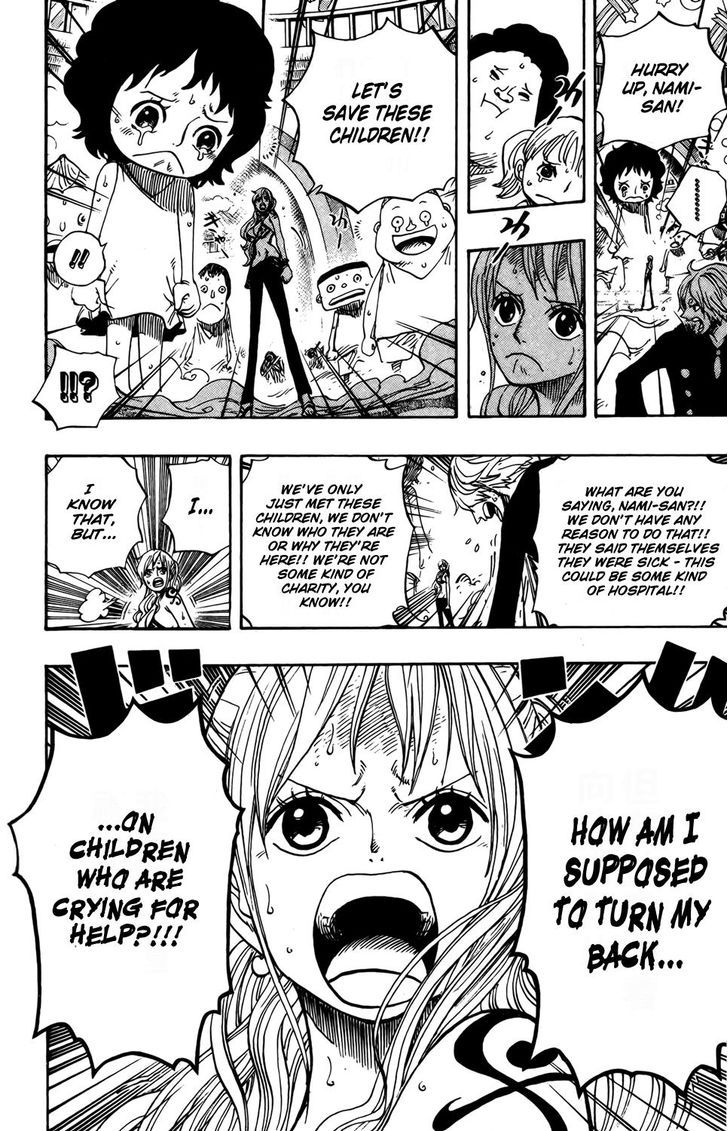 HURRY
UP, NAMI-
SAN!
LET'S
SAVE THESE
CHILDREN!!
!!
!!?
WHAT ARE YOU
SAYING, NAMI-SAN?!!
WE DON'T HAVE ANY
REASON TO DO THAT!!
THEY SAID THEMSELVES
THEY WERE SICK - THIS
COULD BE SOME KIND
OF HOSPITAL!!
WE'VE ONLY
JUST MET THESE
CHILDREN, WE DON'T
KNOW WHO THEY ARE
OR WHY THEY'RE
HERE!! WE'RE NOT
SOME KIND OF
CHARITY, YOU
KNOW!!
I...
I
KNOW
THAT,
BUT...
HOW AM I
SUPPOSED
TO TURN MY
BACK...
...ON
CHILDREN
WHO ARE
CRYING FOR
HELP?!!!